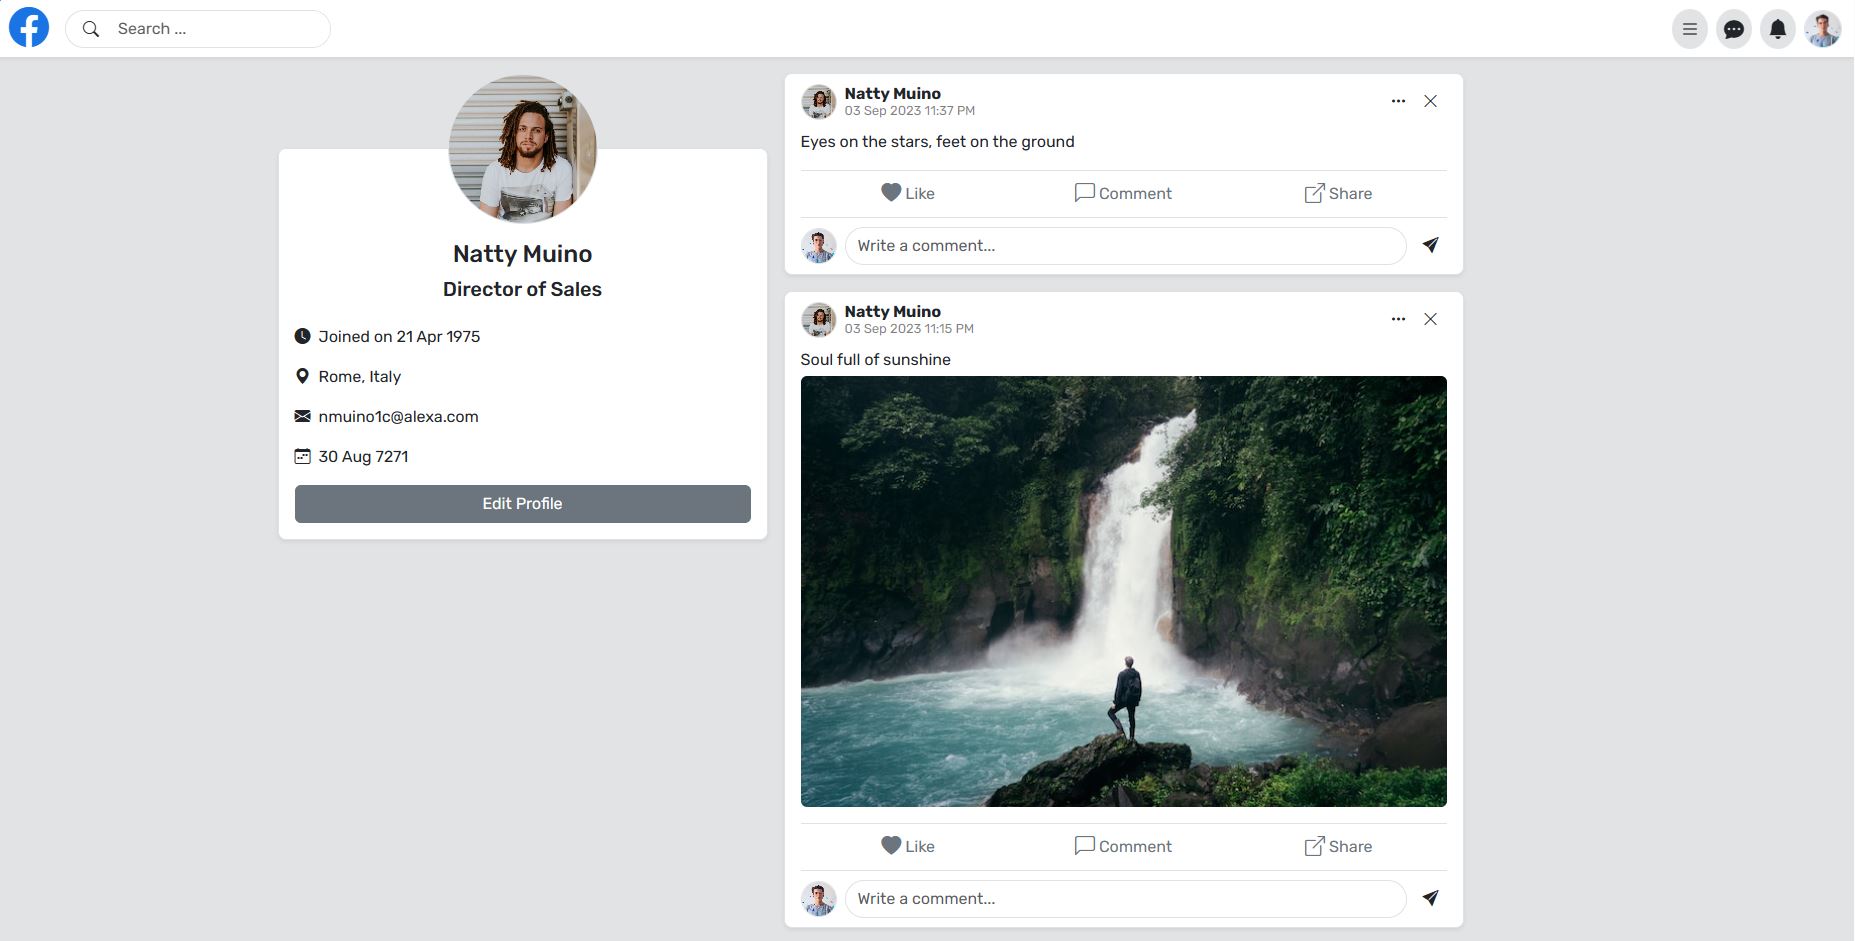 Search ...
Natty Muino
Director of Sales
Joined on 21 Apr 1975
Rome, Italy
nmuino1c@alexa.com
30 Aug 7271
Edit Profile
Natty Muino
03 Sep 2023 11:37 PM
Eyes on the stars, feet on the ground
Like Comment Share
Write a comment...
Natty Muino
03 Sep 2023 11:15 PM
Soul full of sunshine
Like Comment Share
Write a comment...